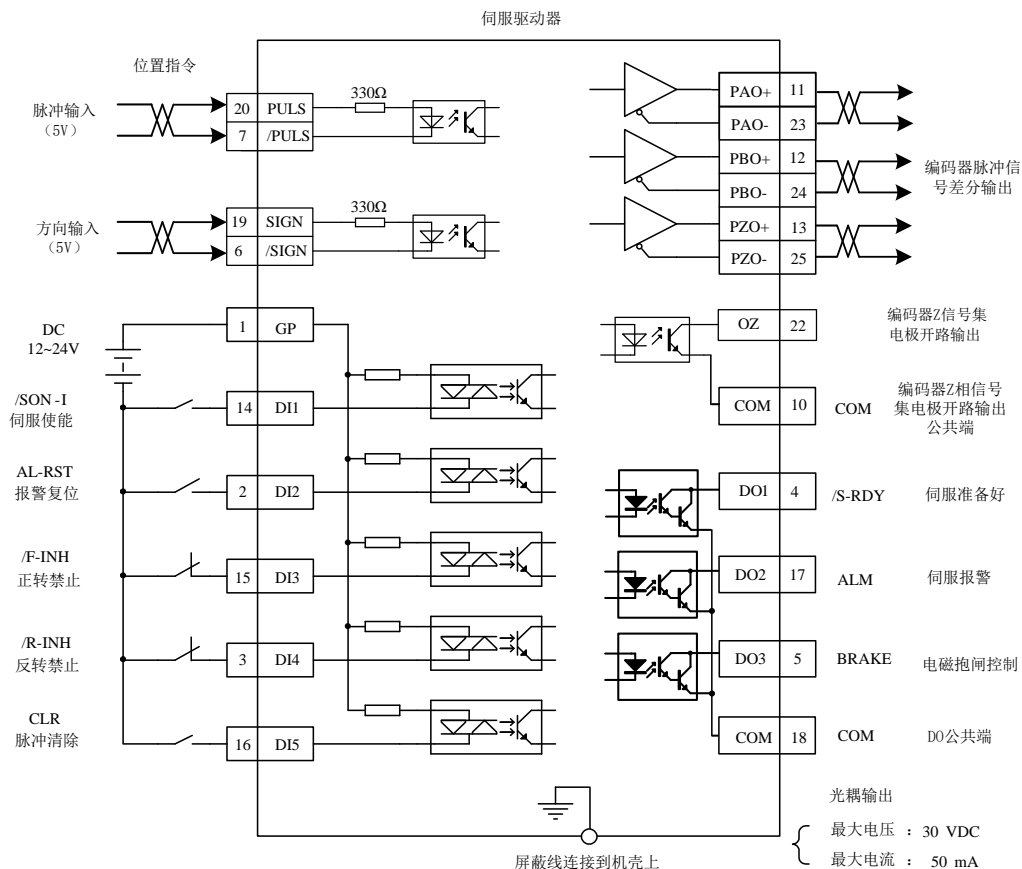 伺服驱动器
位置指令
脉冲输入
（5V）
20 PULS
7 /PULS
330Ω
方向输入
（5V）
19 SIGN
6 /SIGN
330Ω
DC
12~24V
1 GP
/SON-I
伺服使能
14 DI1
AL-RST
报警复位
2 DI2
/F-INH
正转禁止
15 DI3
/R-INH
反转禁止
3 DI4
CLR
脉冲清除
16 DI5
PAO+ 11
PAO- 23
PBO+ 12
PBO- 24
PZO+ 13
PZO- 25
编码器脉冲信
号差分输出
OZ 22
编码器Z信号集
电极开路输出
COM 10 COM
编码器Z相信号
集电极开路输出
公共端
DO1 4 /S-RDY 伺服准备好
DO2 17 ALM 伺服报警
DO3 5 BRAKE 电磁抱闸控制
COM 18 COM DO公共端
屏蔽线连接到机壳上
光耦输出
最大电压 ：30 VDC
最大电流 ： 50 mA